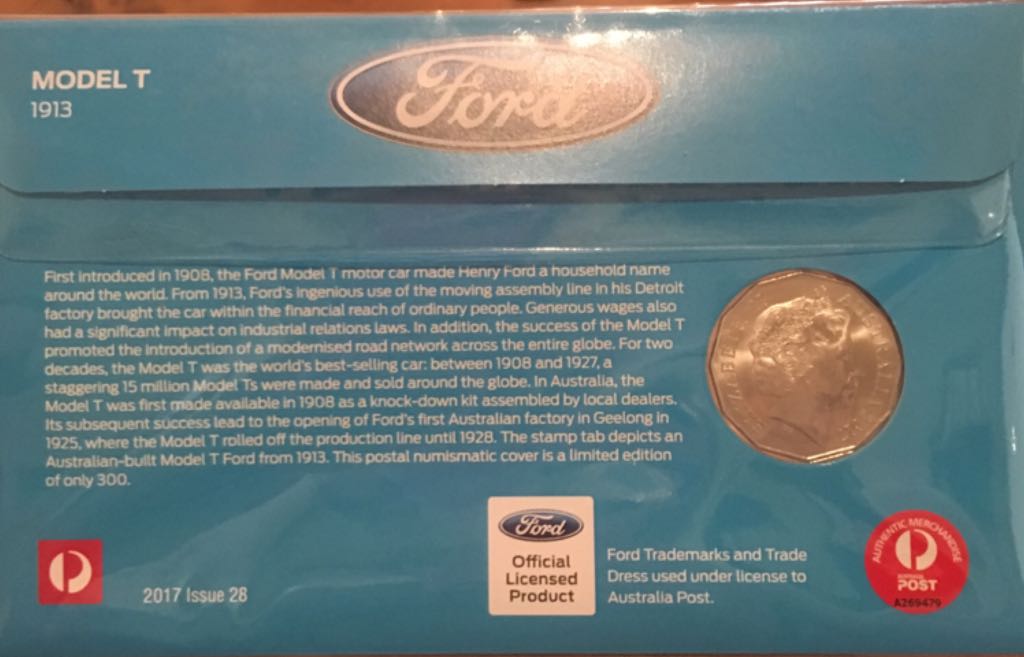 MODEL T
1913
Ford
First introduced in 1908, the Ford Model T motor car made Henry Ford a household name
around the world. From 1913, Ford's ingenious use of the moving assembly line in his Detroit
factory brought the car within the financial reach of ordinary people. Generous wages also
had a significant impact on industrial relations laws. In addition, the success of the Model T
promoted the introduction of a modernised road network across the entire globe. For two
decades, the Model T was the world's best-selling car: between 1908 and 1927, a
staggering 15 million Model Ts were made and sold around the globe. In Australia, the
Model T was first made available in 1908 as a knock-down kit assembled by local dealers.
Its subsequent success lead to the opening of Ford's first Australian factory in Geelong in
1925, where the Model T rolled off the production line until 1928. The stamp tab depicts an
Australian-built Model T Ford from 1913. This postal numismatic cover is a limited edition
of only 300.
2017 Issue 28
Ford
Official
Licensed
Product
Ford Trademarks and Trade
Dress used under license to
Australia Post.
AUTHENTIC MERCHANDISE
POST
A269479